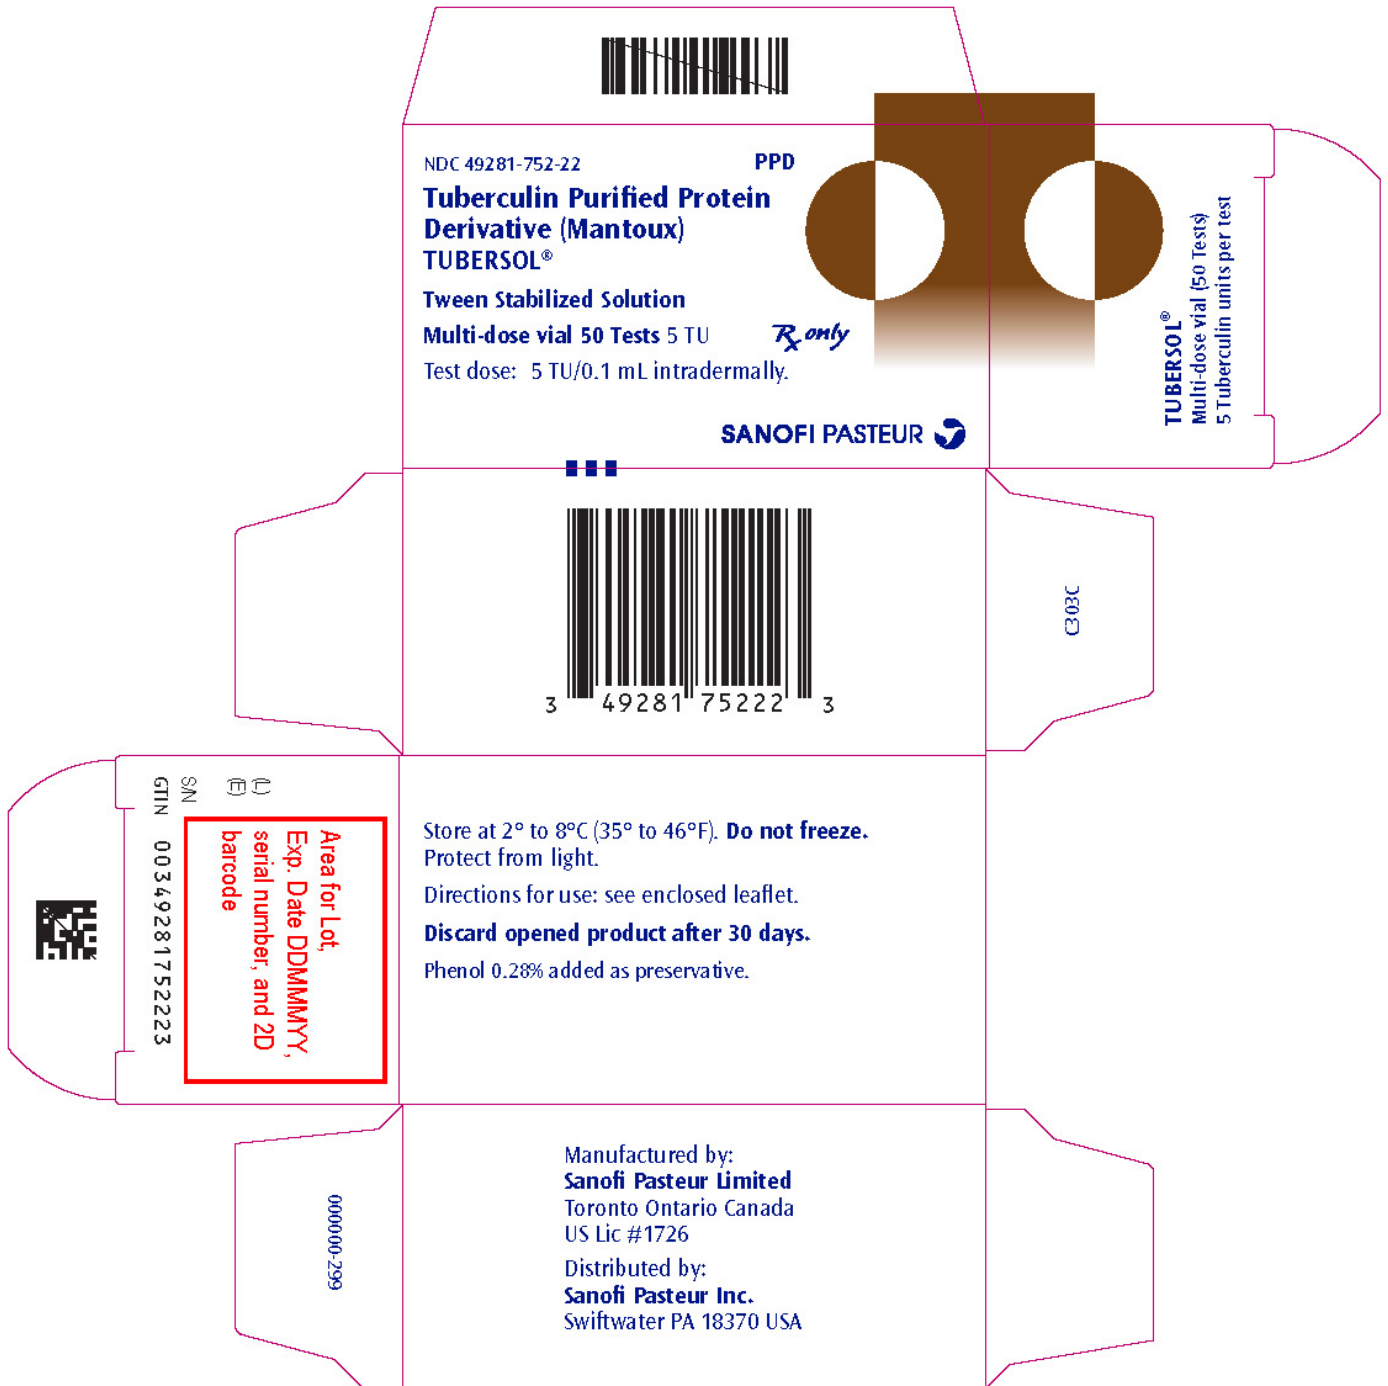 NDC 49281-752-22
PPD
Tuberculin Purified Protein
Derivative (Mantoux)
TUBERSOL®
Tween Stabilized Solution
Multi-dose vial 50 Tests 5 TU
Rx only
Test dose: 5 TU/0.1 mL intradermally.
SANOFI PASTEUR
TUBERSOL®
Multi-dose vial (50 Tests)
5 Tuberculin units per test
3 49281 75222 3
C303C
(L)
(E)
S/N
GTIN 00349281752223
Area for Lot,
Exp. Date DDMMMYY,
serial number, and 2D
barcode
Store at 2° to 8°C (35° to 46°F). Do not freeze.
Protect from light.
Directions for use: see enclosed leaflet.
Discard opened product after 30 days.
Phenol 0.28% added as preservative.
000000-299
Manufactured by:
Sanofi Pasteur Limited
Toronto Ontario Canada
US Lic #1726
Distributed by:
Sanofi Pasteur Inc.
Swiftwater PA 18370 USA